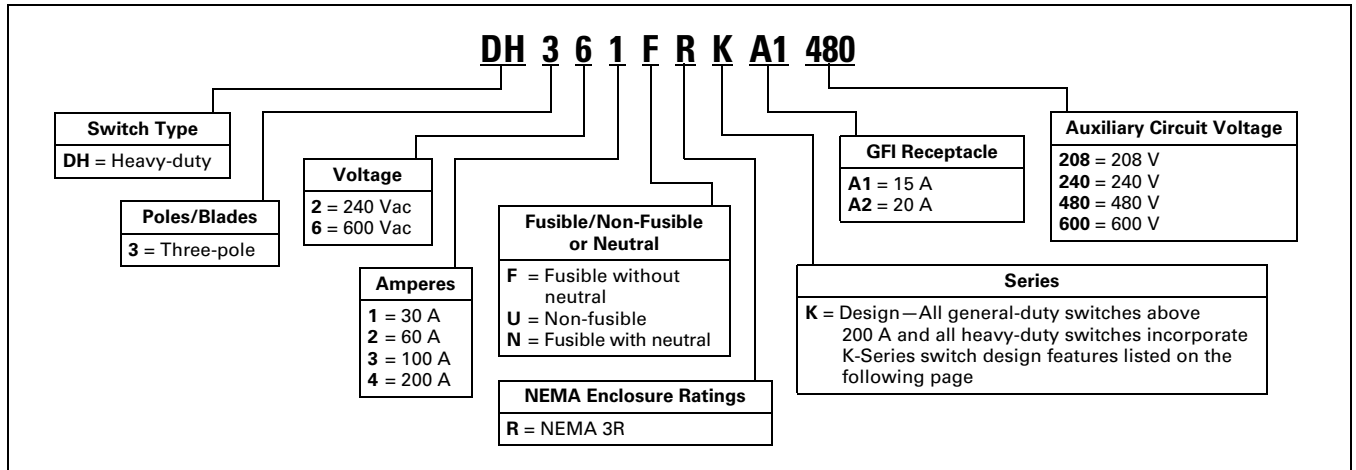 DH 3 6 1 F R K A1 480
Switch Type
DH = Heavy-duty
Poles/Blades
3 = Three-pole
Voltage
2 = 240 Vac
6 = 600 Vac
Amperes
1 = 30 A
2 = 60 A
3 = 100 A
4 = 200 A
Fusible/Non-Fusible
or Neutral
F = Fusible without
neutral
U = Non-fusible
N = Fusible with neutral
NEMA Enclosure Ratings
R = NEMA 3R
GFI Receptacle
A1 = 15 A
A2 = 20 A
Auxiliary Circuit Voltage
208 = 208 V
240 = 240 V
480 = 480 V
600 = 600 V
Series
K = Design—All general-duty switches above
200 A and all heavy-duty switches incorporate
K-Series switch design features listed on the
following page